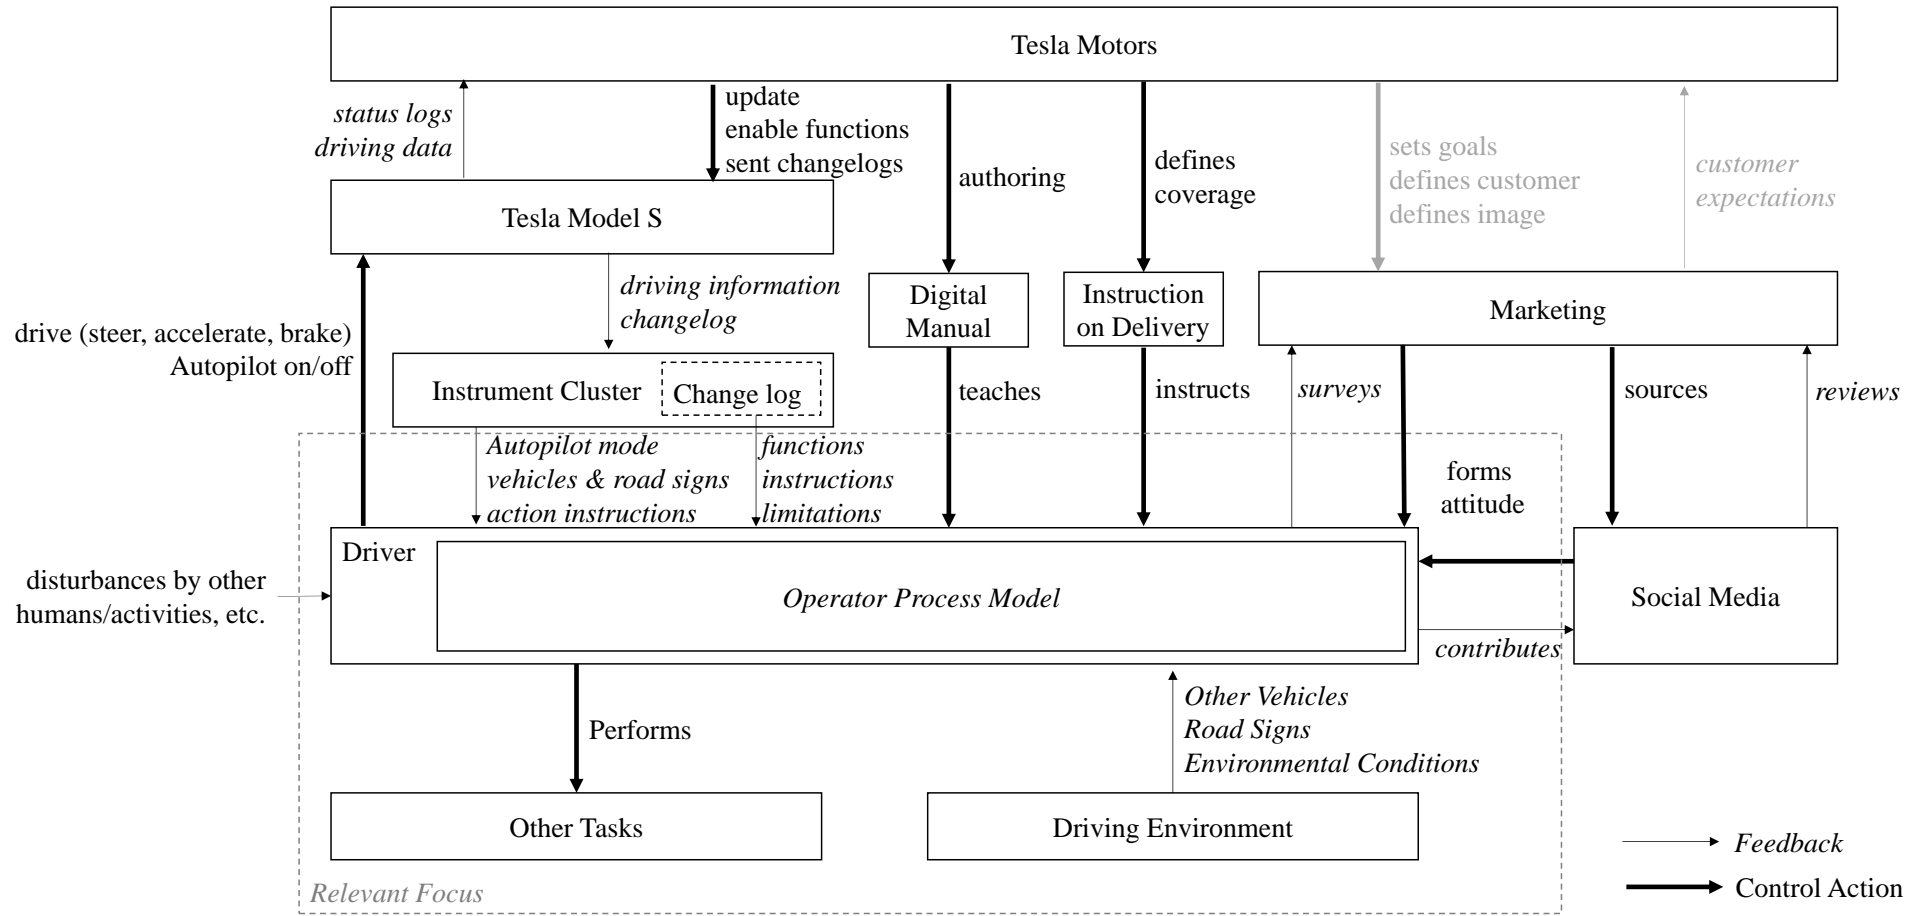 Tesla Motors
status logs
driving data
update
enable functions
sent changelogs
authoring
defines
coverage
sets goals
defines customer
defines image
customer
expectations
Tesla Model S
driving information
changelog
Digital
Manual
Instruction
on Delivery
Marketing
drive (steer, accelerate, brake)
Autopilot on/off
Instrument Cluster
Change log
teaches
instructs
surveys
sources
reviews
Autopilot mode
vehicles & road signs
action instructions
functions
instructions
limitations
forms
attitude
Driver
Operator Process Model
disturbances by other
humans/activities, etc.
Social Media
contributes
Performs
Other Vehicles
Road Signs
Environmental Conditions
Other Tasks
Driving Environment
Relevant Focus
Feedback
Control Action